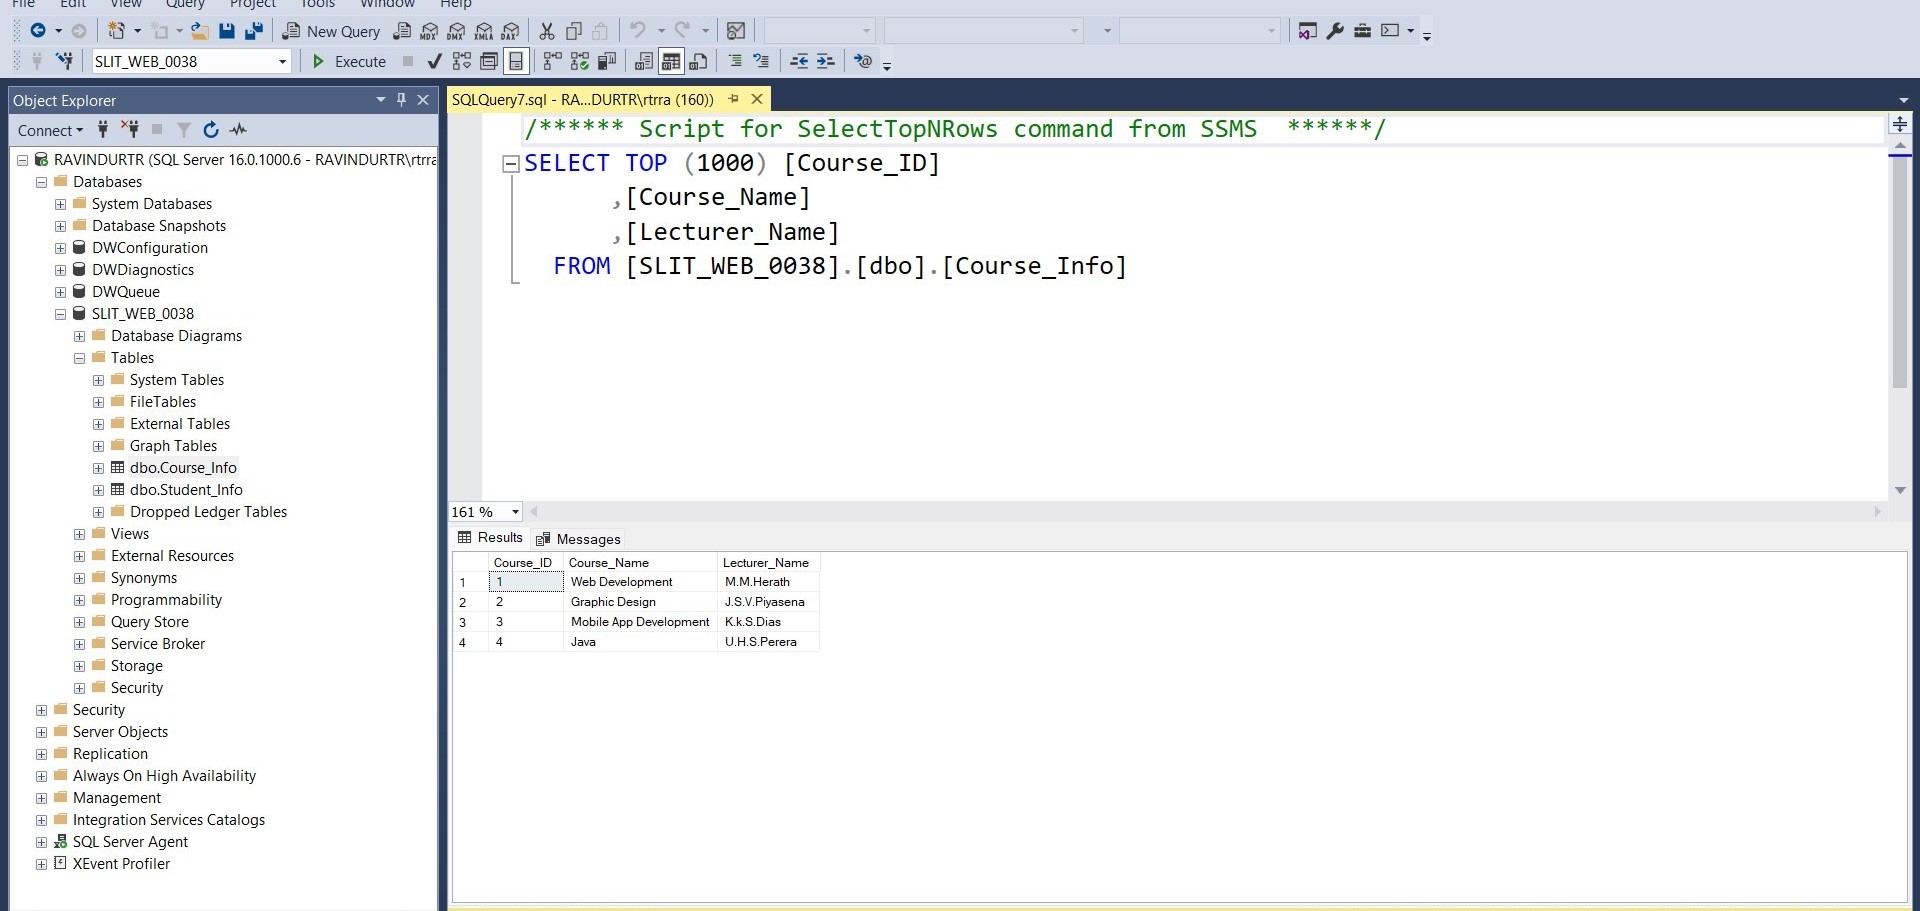 File Edit View Query Project Tools Window Help
New Query MDX DMX XMLA DAX
SLIT_WEB_0038 Execute
Object Explorer
Connect
RAVINDURTR (SQL Server 16.0.1000.6 - RAVINDURTR\rtrra
Databases
System Databases
Database Snapshots
DWConfiguration
DWDiagnostics
DWQueue
SLIT_WEB_0038
Database Diagrams
Tables
System Tables
FileTables
External Tables
Graph Tables
dbo.Course_Info
dbo.Student_Info
Dropped Ledger Tables
Views
External Resources
Synonyms
Programmability
Query Store
Service Broker
Storage
Security
Security
Server Objects
Replication
Always On High Availability
Management
Integration Services Catalogs
SQL Server Agent
XEvent Profiler
SQLQuery7.sql - RA...DURTR\rtrra (160))
/****** Script for SelectTopNRows command from SSMS ******/
SELECT TOP (1000) [Course_ID]
,[Course_Name]
,[Lecturer_Name]
FROM [SLIT_WEB_0038].[dbo].[Course_Info]
161 %
Results Messages
Course_ID Course_Name Lecturer_Name
1 1 Web Development M.M.Herath
2 2 Graphic Design J.S.V.Piyasena
3 3 Mobile App Development K.k.S.Dias
4 4 Java U.H.S.Perera